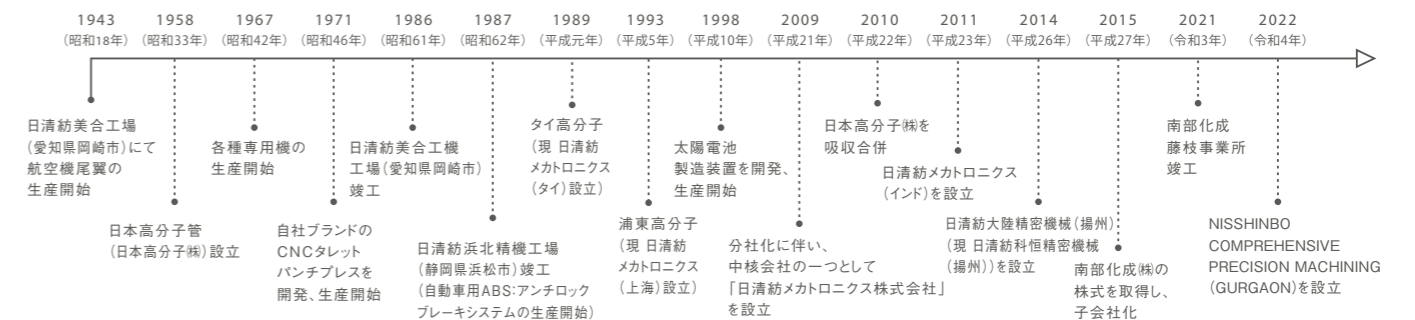 1943
（昭和18年）
1958
（昭和33年）
1967
（昭和42年）
1971
（昭和46年）
1986
（昭和61年）
1987
（昭和62年）
1989
（平成元年）
1993
（平成5年）
1998
（平成10年）
2009
（平成21年）
2010
（平成22年）
2011
（平成23年）
2014
（平成26年）
2015
（平成27年）
2021
（令和3年）
2022
（令和4年）
日清紡美合工場
（愛知県岡崎市）にて
航空機尾翼の
生産開始
日本高分子管
（日本高分子㈱）設立
各種専用機の
生産開始
自社ブランドの
CNCタレット
パンチプレスを
開発、生産開始
日清紡美合工機
工場（愛知県岡崎市）
竣工
日清紡浜北精機工場
（静岡県浜松市）竣工
（自動車用ABS：アンチロック
ブレーキシステムの生産開始）
タイ高分子
（現 日清紡
メカトロニクス
（タイ）設立）
浦東高分子
（現 日清紡
メカトロニクス
（上海）設立）
太陽電池
製造装置を開発、
生産開始
分社化に伴い、
中核会社の一つとして
「日清紡メカトロニクス株式会社」
を設立
日本高分子㈱を
吸収合併
日清紡メカトロニクス
（インド）を設立
日清紡大陸精密機械（揚州）
（現 日清紡科恒精密機械
（揚州））を設立
南部化成㈱の
株式を取得し、
子会社化
南部化成
藤枝事業所
竣工
NISSHINBO
COMPREHENSIVE
PRECISION MACHINING
（GURGAON）を設立